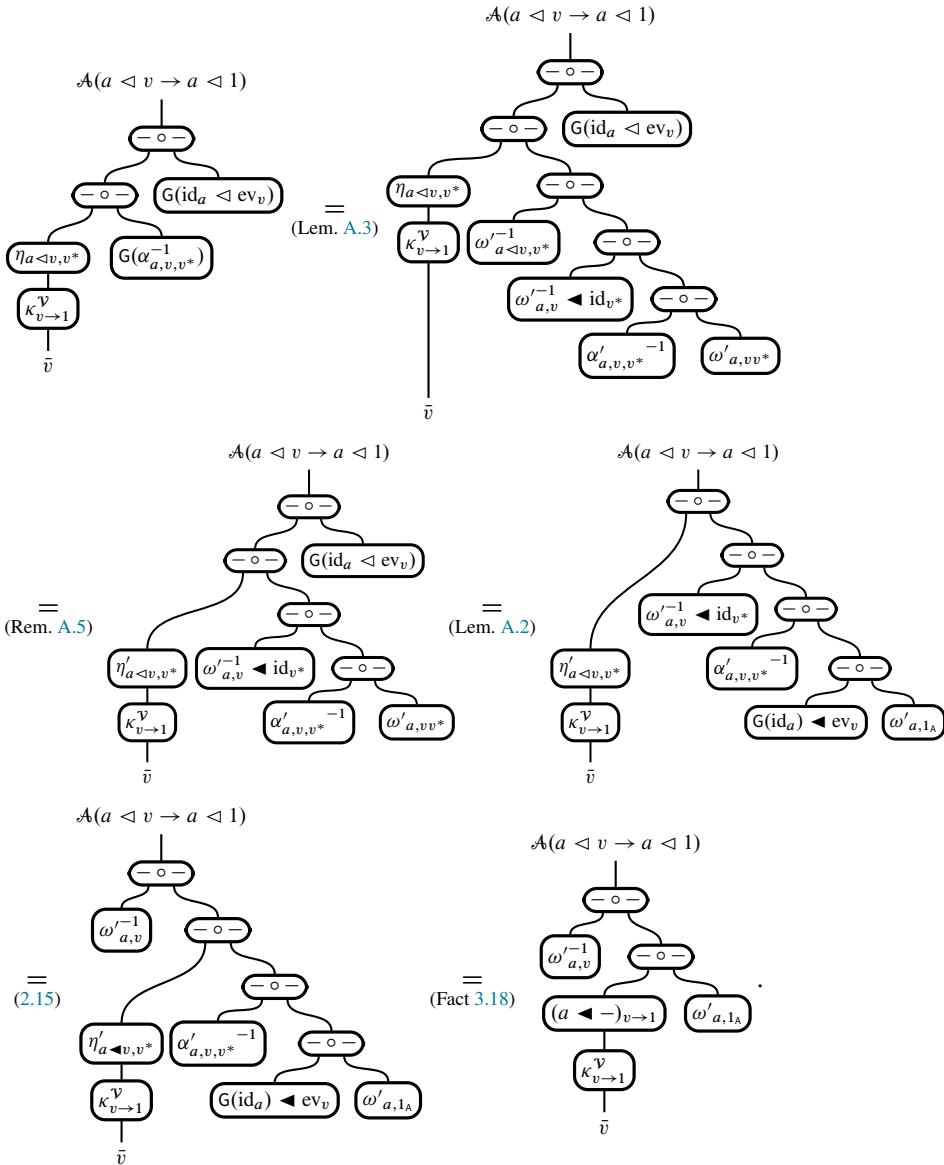 𝒜(a ⊲ v → a ⊲ 1)
− ∘ −
− ∘ −
G(id_a ⊲ ev_v)
η_{a⊲v,v*}
G(α^{-1}_{a,v,v*})
κ^𝒱_{v→1}
v̄
=
(Lem. A.3)
𝒜(a ⊲ v → a ⊲ 1)
− ∘ −
− ∘ −
G(id_a ⊲ ev_v)
η_{a⊲v,v*}
− ∘ −
κ^𝒱_{v→1}
ω'^{-1}_{a⊲v,v*}
− ∘ −
ω'^{-1}_{a,v} ◄ id_{v*}
− ∘ −
α'_{a,v,v*}^{-1}
ω'_{a,vv*}
v̄
=
(Rem. A.5)
𝒜(a ⊲ v → a ⊲ 1)
− ∘ −
− ∘ −
G(id_a ⊲ ev_v)
− ∘ −
η'_{a⊲v,v*}
ω'^{-1}_{a,v} ◄ id_{v*}
− ∘ −
κ^𝒱_{v→1}
α'_{a,v,v*}^{-1}
ω'_{a,vv*}
v̄
=
(Lem. A.2)
𝒜(a ⊲ v → a ⊲ 1)
− ∘ −
− ∘ −
ω'^{-1}_{a,v} ◄ id_{v*}
− ∘ −
η'_{a⊲v,v*}
α'_{a,v,v*}^{-1}
− ∘ −
κ^𝒱_{v→1}
G(id_a) ◄ ev_v
ω'_{a,1_A}
v̄
=
(2.15)
𝒜(a ⊲ v → a ⊲ 1)
− ∘ −
ω'^{-1}_{a,v}
− ∘ −
− ∘ −
η'_{a◄v,v*}
α'_{a,v,v*}^{-1}
− ∘ −
κ^𝒱_{v→1}
G(id_a) ◄ ev_v
ω'_{a,1_A}
v̄
=
(Fact 3.18)
𝒜(a ⊲ v → a ⊲ 1)
− ∘ −
ω'^{-1}_{a,v}
− ∘ −
(a ◄ −)_{v→1}
ω'_{a,1_A}
κ^𝒱_{v→1}
v̄
.